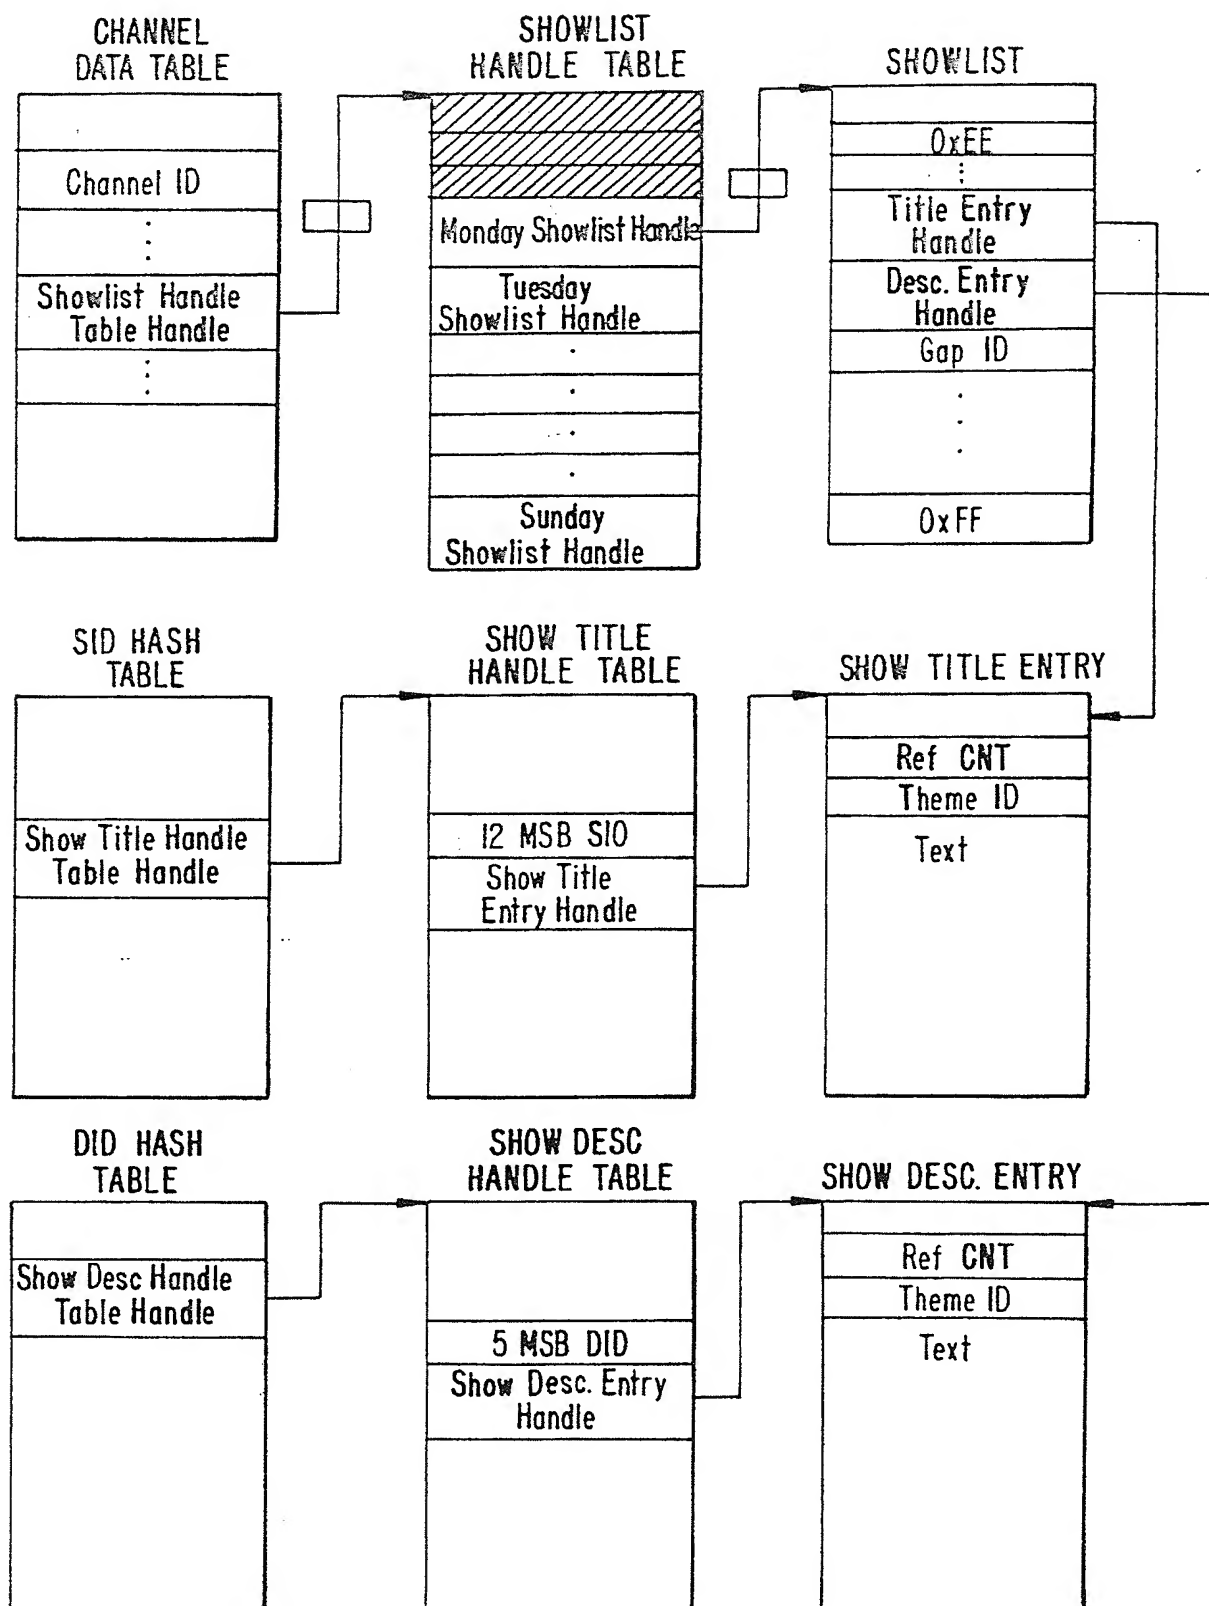 CHANNEL
DATA TABLE
Channel ID
Showlist Handle
Table Handle
SHOWLIST
HANDLE TABLE
Monday Showlist Handle
Tuesday
Showlist Handle
Sunday
Showlist Handle
SHOWLIST
0xEE
Title Entry
Handle
Desc. Entry
Handle
Gap ID
0xFF
SID HASH
TABLE
Show Title Handle
Table Handle
SHOW TITLE
HANDLE TABLE
12 MSB SIO
Show Title
Entry Handle
SHOW TITLE ENTRY
Ref CNT
Theme ID
Text
DID HASH
TABLE
Show Desc Handle
Table Handle
SHOW DESC
HANDLE TABLE
5 MSB DID
Show Desc. Entry
Handle
SHOW DESC. ENTRY
Ref CNT
Theme ID
Text